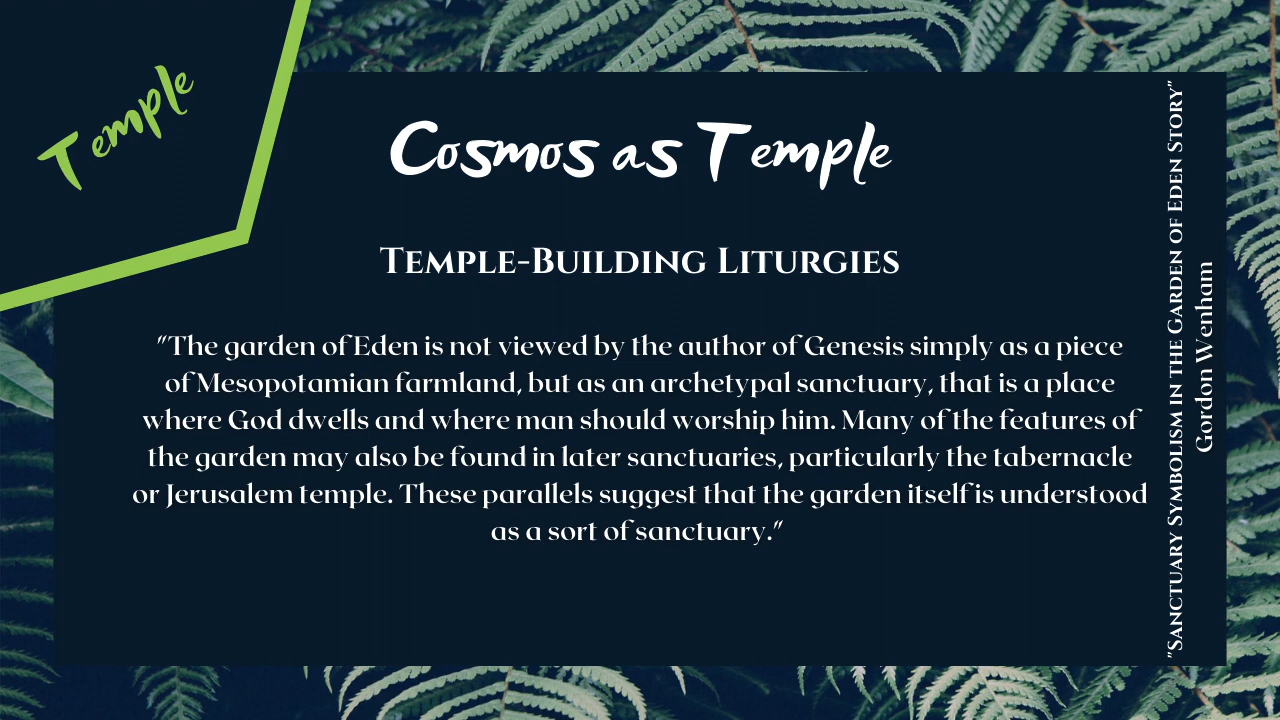 Temple
Cosmos as Temple
Temple-Building Liturgies
"The garden of Eden is not viewed by the author of Genesis simply as a piece
of Mesopotamian farmland, but as an archetypal sanctuary, that is a place
where God dwells and where man should worship him. Many of the features of
the garden may also be found in later sanctuaries, particularly the tabernacle
or Jerusalem temple. These parallels suggest that the garden itself is understood
as a sort of sanctuary."
"Sanctuary Symbolism in the Garden of Eden Story"
Gordon Wenham